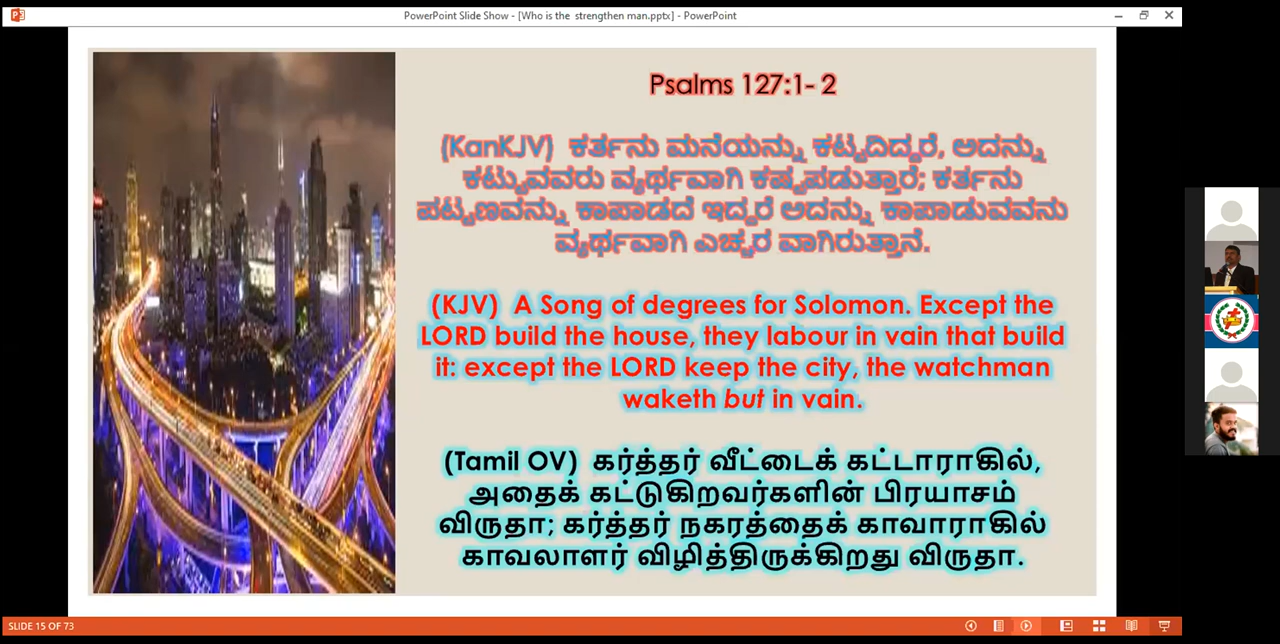 PowerPoint Slide Show - [Who is the  strengthen man.pptx] - PowerPoint
Psalms 127:1- 2
(KanKJV)  ಕರ್ತನು ಮನೆಯನ್ನು ಕಟ್ಟದಿದ್ದರೆ, ಅದನ್ನು
ಕಟ್ಟುವವರು ವ್ಯರ್ಥವಾಗಿ ಕಷ್ಟಪಡುತ್ತಾರೆ; ಕರ್ತನು
ಪಟ್ಟಣವನ್ನು ಕಾಪಾಡದೆ ಇದ್ದರೆ ಅದನ್ನು ಕಾಪಾಡುವವನು
ವ್ಯರ್ಥವಾಗಿ ಎಚ್ಚರ ವಾಗಿರುತ್ತಾನೆ.
(KJV)  A Song of degrees for Solomon. Except the
LORD build the house, they labour in vain that build
it: except the LORD keep the city, the watchman
waketh but in vain.
(Tamil OV)  கர்த்தர் வீட்டைக் கட்டாராகில்,
அதைக் கட்டுகிறவர்களின் பிரயாசம்
விருதா; கர்த்தர் நகரத்தைக் காவாராகில்
காவலாளர் விழித்திருக்கிறது விருதா.
SLIDE 15 OF 73